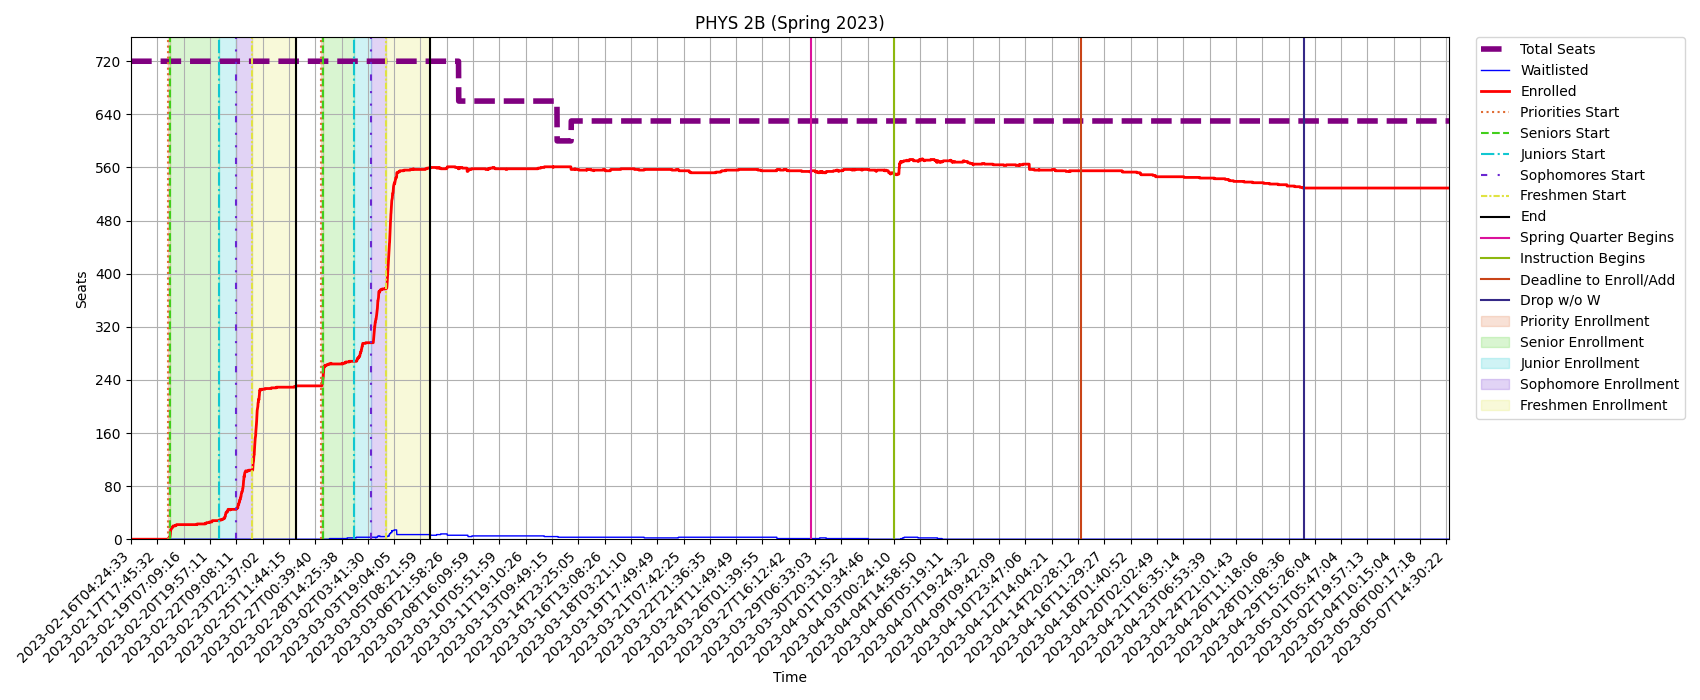 PHYS 2B (Spring 2023)
Seats
720
640
560
480
400
320
240
160
80
0
2023-02-16T04:24:33
2023-02-17T17:45:32
2023-02-19T07:09:16
2023-02-20T19:57:11
2023-02-22T09:08:11
2023-02-23T22:37:02
2023-02-25T11:44:15
2023-02-27T00:39:40
2023-02-28T14:25:38
2023-03-02T03:41:30
2023-03-03T19:04:05
2023-03-05T08:21:59
2023-03-06T21:58:26
2023-03-08T16:09:59
2023-03-10T05:51:59
2023-03-11T19:10:26
2023-03-13T09:49:15
2023-03-14T23:25:05
2023-03-16T13:08:26
2023-03-18T03:21:10
2023-03-19T17:49:49
2023-03-21T07:42:25
2023-03-22T21:36:35
2023-03-24T11:49:49
2023-03-26T01:39:55
2023-03-27T16:12:42
2023-03-29T06:33:03
2023-03-30T20:31:52
2023-04-01T10:34:46
2023-04-03T00:24:10
2023-04-04T14:58:50
2023-04-06T05:19:11
2023-04-07T19:24:32
2023-04-09T09:42:09
2023-04-10T23:47:06
2023-04-12T14:04:21
2023-04-14T20:28:12
2023-04-16T11:29:27
2023-04-18T01:40:52
2023-04-20T02:02:49
2023-04-21T16:35:14
2023-04-23T06:53:39
2023-04-24T21:01:43
2023-04-26T11:18:06
2023-04-28T01:08:36
2023-04-29T15:26:04
2023-05-01T05:47:04
2023-05-02T19:57:13
2023-05-04T10:15:04
2023-05-06T00:17:18
2023-05-07T14:30:22
Time
Total Seats
Waitlisted
Enrolled
Priorities Start
Seniors Start
Juniors Start
Sophomores Start
Freshmen Start
End
Spring Quarter Begins
Instruction Begins
Deadline to Enroll/Add
Drop w/o W
Priority Enrollment
Senior Enrollment
Junior Enrollment
Sophomore Enrollment
Freshmen Enrollment